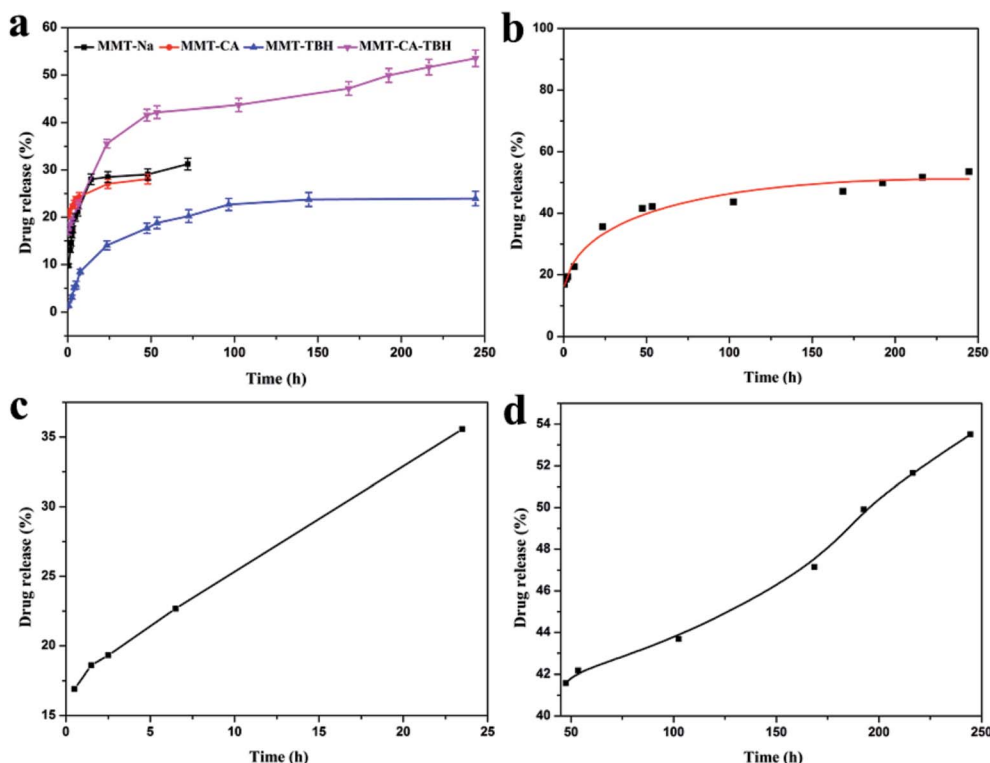 a
MMT-Na MMT-CA MMT-TBH MMT-CA-TBH
60
50
40
30
20
10
0
Drug release (%)
0 50 100 150 200 250
Time (h)
b
100
80
60
40
20
0
Drug release (%)
0 50 100 150 200 250
Time (h)
c
35
30
25
20
15
Drug release (%)
0 5 10 15 20 25
Time (h)
d
54
52
50
48
46
44
42
40
Drug release (%)
50 100 150 200 250
Time (h)